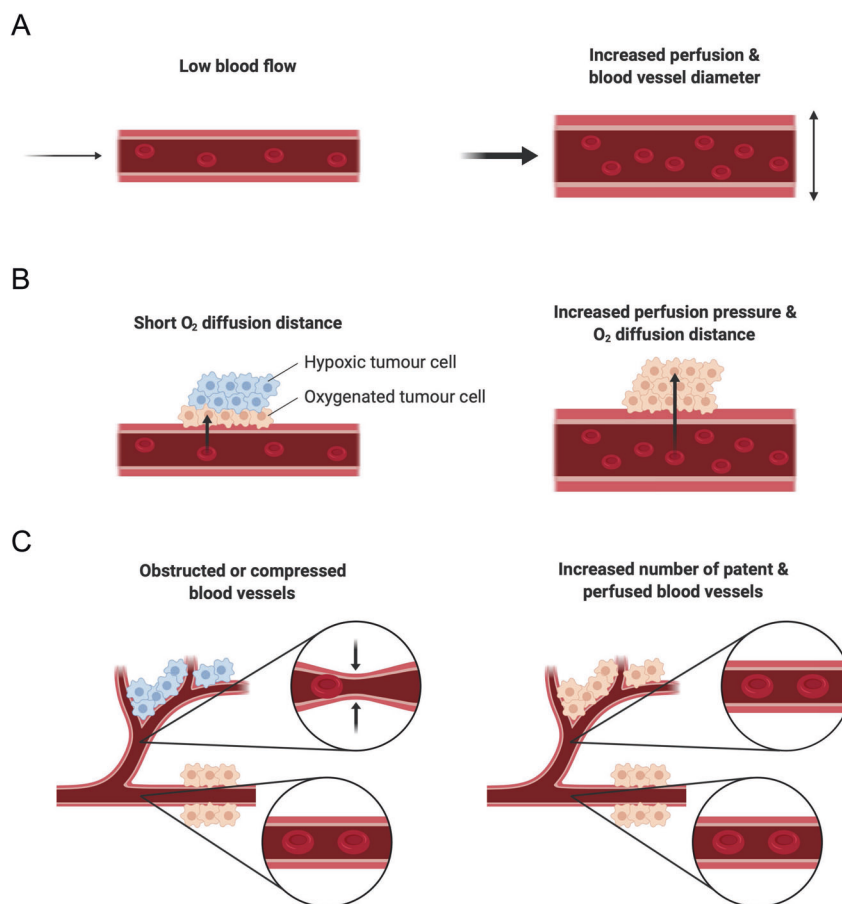 A
Low blood flow
Increased perfusion &
blood vessel diameter
B
Short O₂ diffusion distance
Increased perfusion pressure &
O₂ diffusion distance
Hypoxic tumour cell
Oxygenated tumour cell
C
Obstructed or compressed
blood vessels
Increased number of patent &
perfused blood vessels